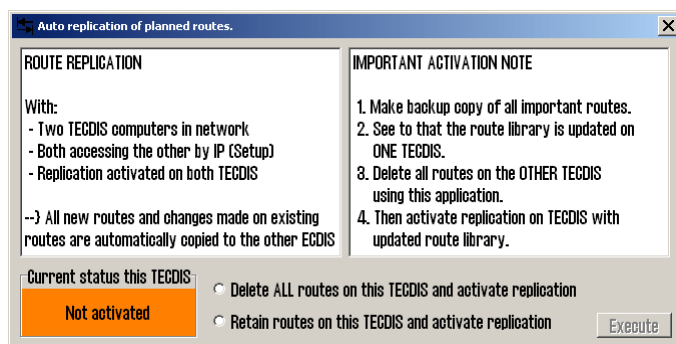 Auto replication of planned routes.
ROUTE REPLICATION
With:
- Two TECDIS computers in network
- Both accessing the other by IP (Setup)
- Replication activated on both TECDIS
--> All new routes and changes made on existing
routes are automatically copied to the other ECDIS
IMPORTANT ACTIVATION NOTE
1. Make backup copy of all important routes.
2. See to that the route library is updated on
ONE TECDIS.
3. Delete all routes on the OTHER TECDIS
using this application.
4. Then activate replication on TECDIS with
updated route library.
Current status this TECDIS
Not activated
Delete ALL routes on this TECDIS and activate replication
Retain routes on this TECDIS and activate replication
Execute